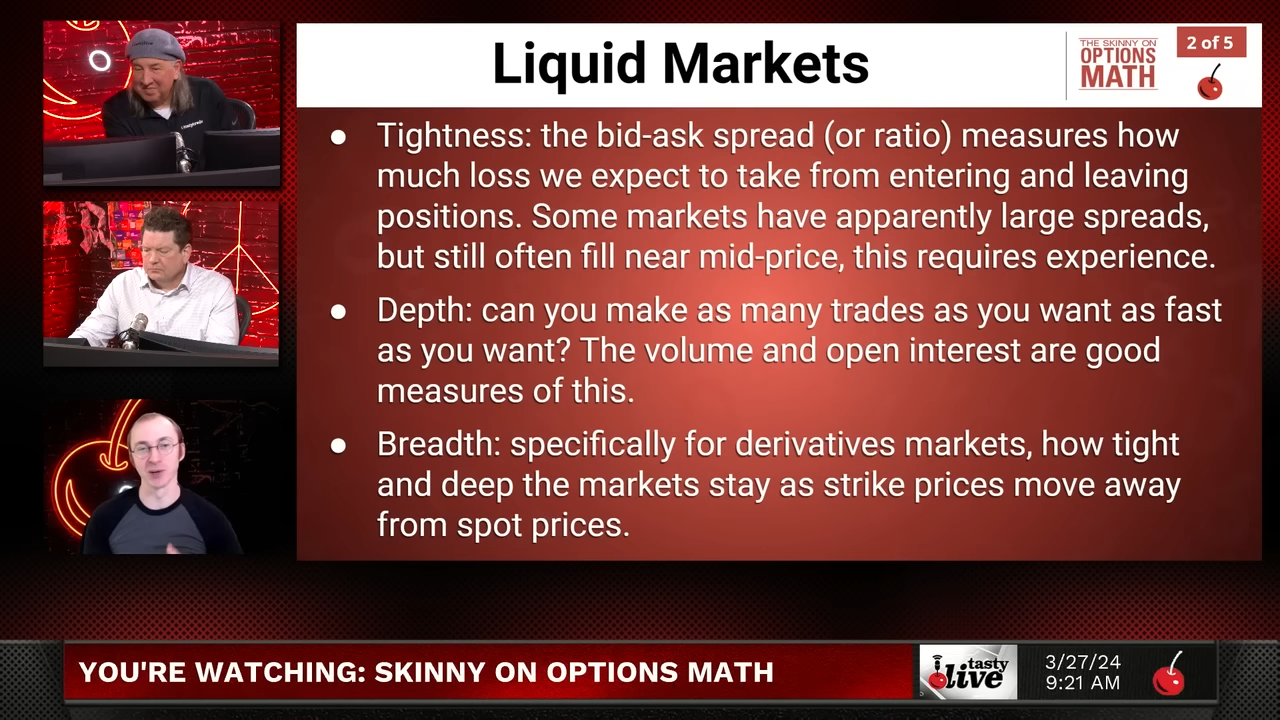 Liquid Markets
THE SKINNY ON
OPTIONS
MATH
2 of 5
● Tightness: the bid-ask spread (or ratio) measures how
much loss we expect to take from entering and leaving
positions. Some markets have apparently large spreads,
but still often fill near mid-price, this requires experience.
● Depth: can you make as many trades as you want as fast
as you want? The volume and open interest are good
measures of this.
● Breadth: specifically for derivatives markets, how tight
and deep the markets stay as strike prices move away
from spot prices.
YOU'RE WATCHING: SKINNY ON OPTIONS MATH
tasty
live
3/27/24
9:21 AM